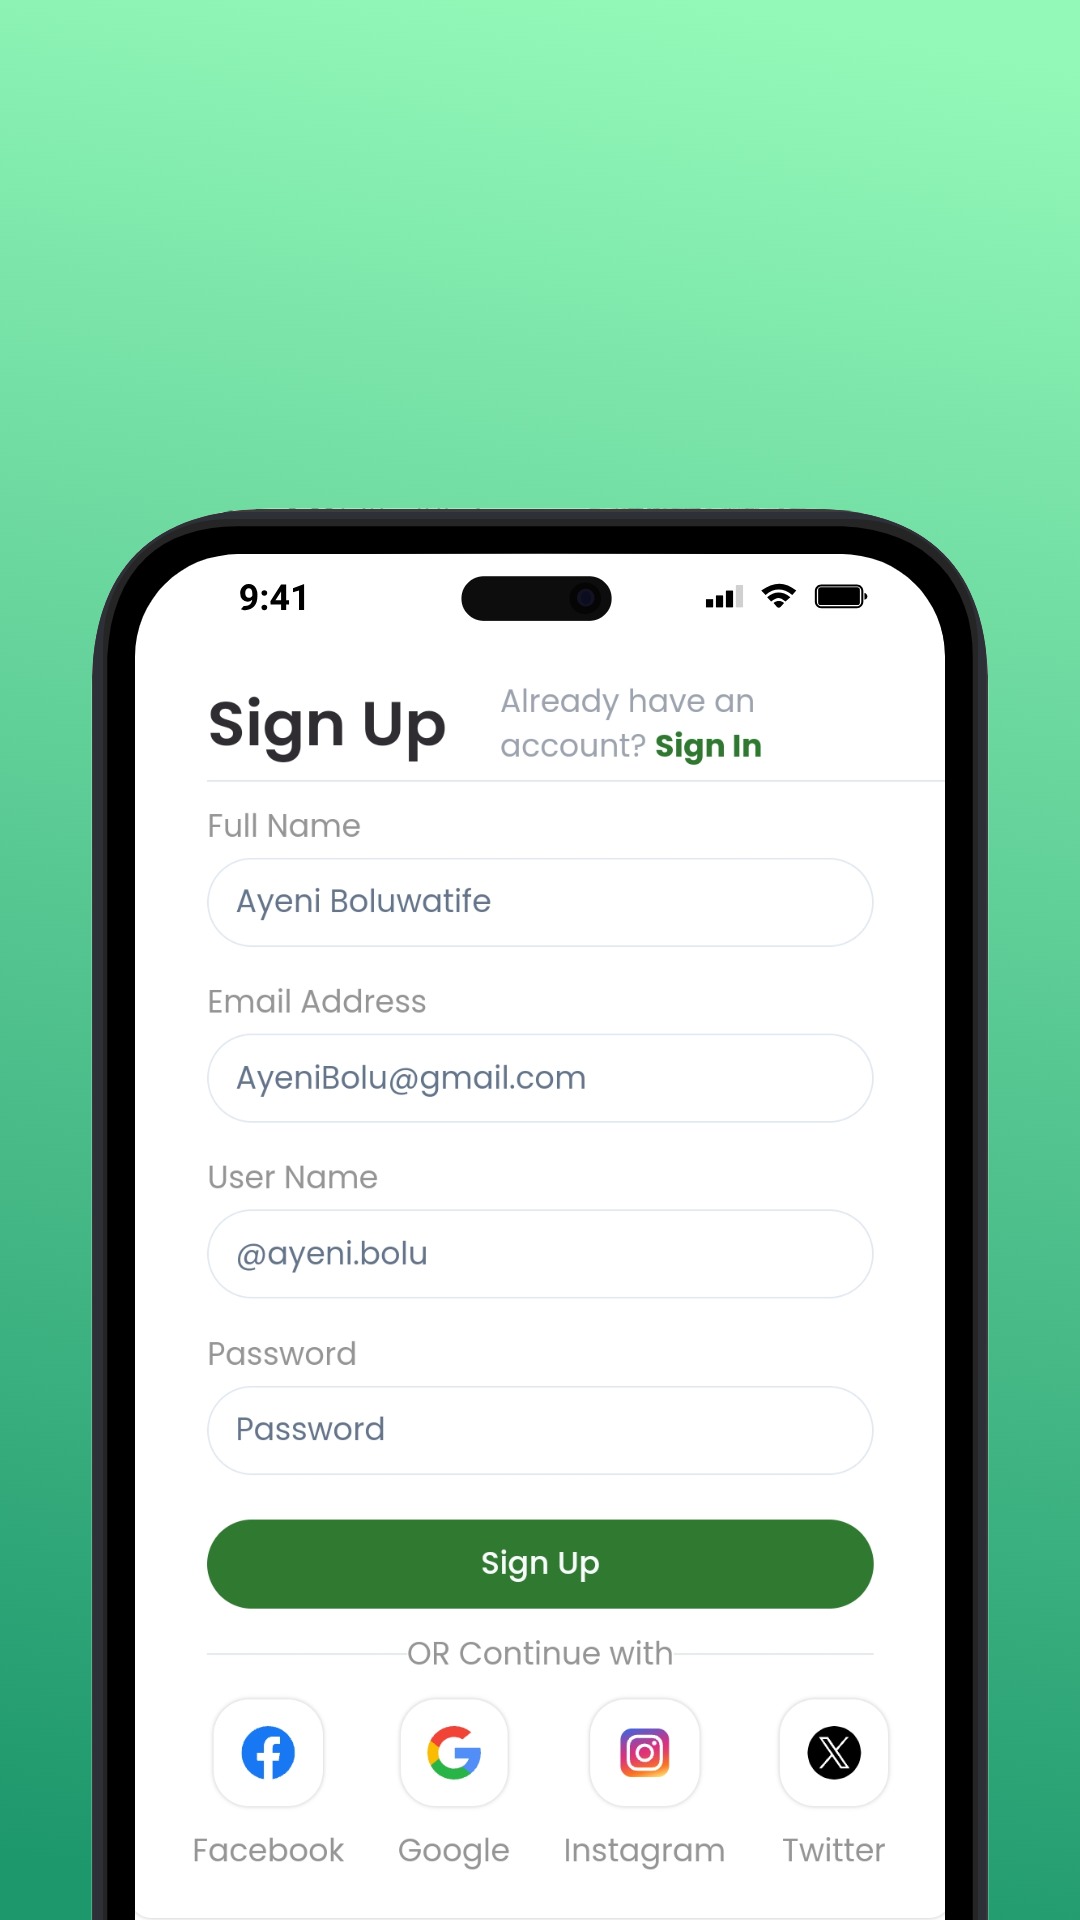 9:41
Sign Up
Already have an
account? Sign In
Full Name
Ayeni Boluwatife
Email Address
AyeniBolu@gmail.com
User Name
@ayeni.bolu
Password
Password
Sign Up
OR Continue with
Facebook Google Instagram Twitter